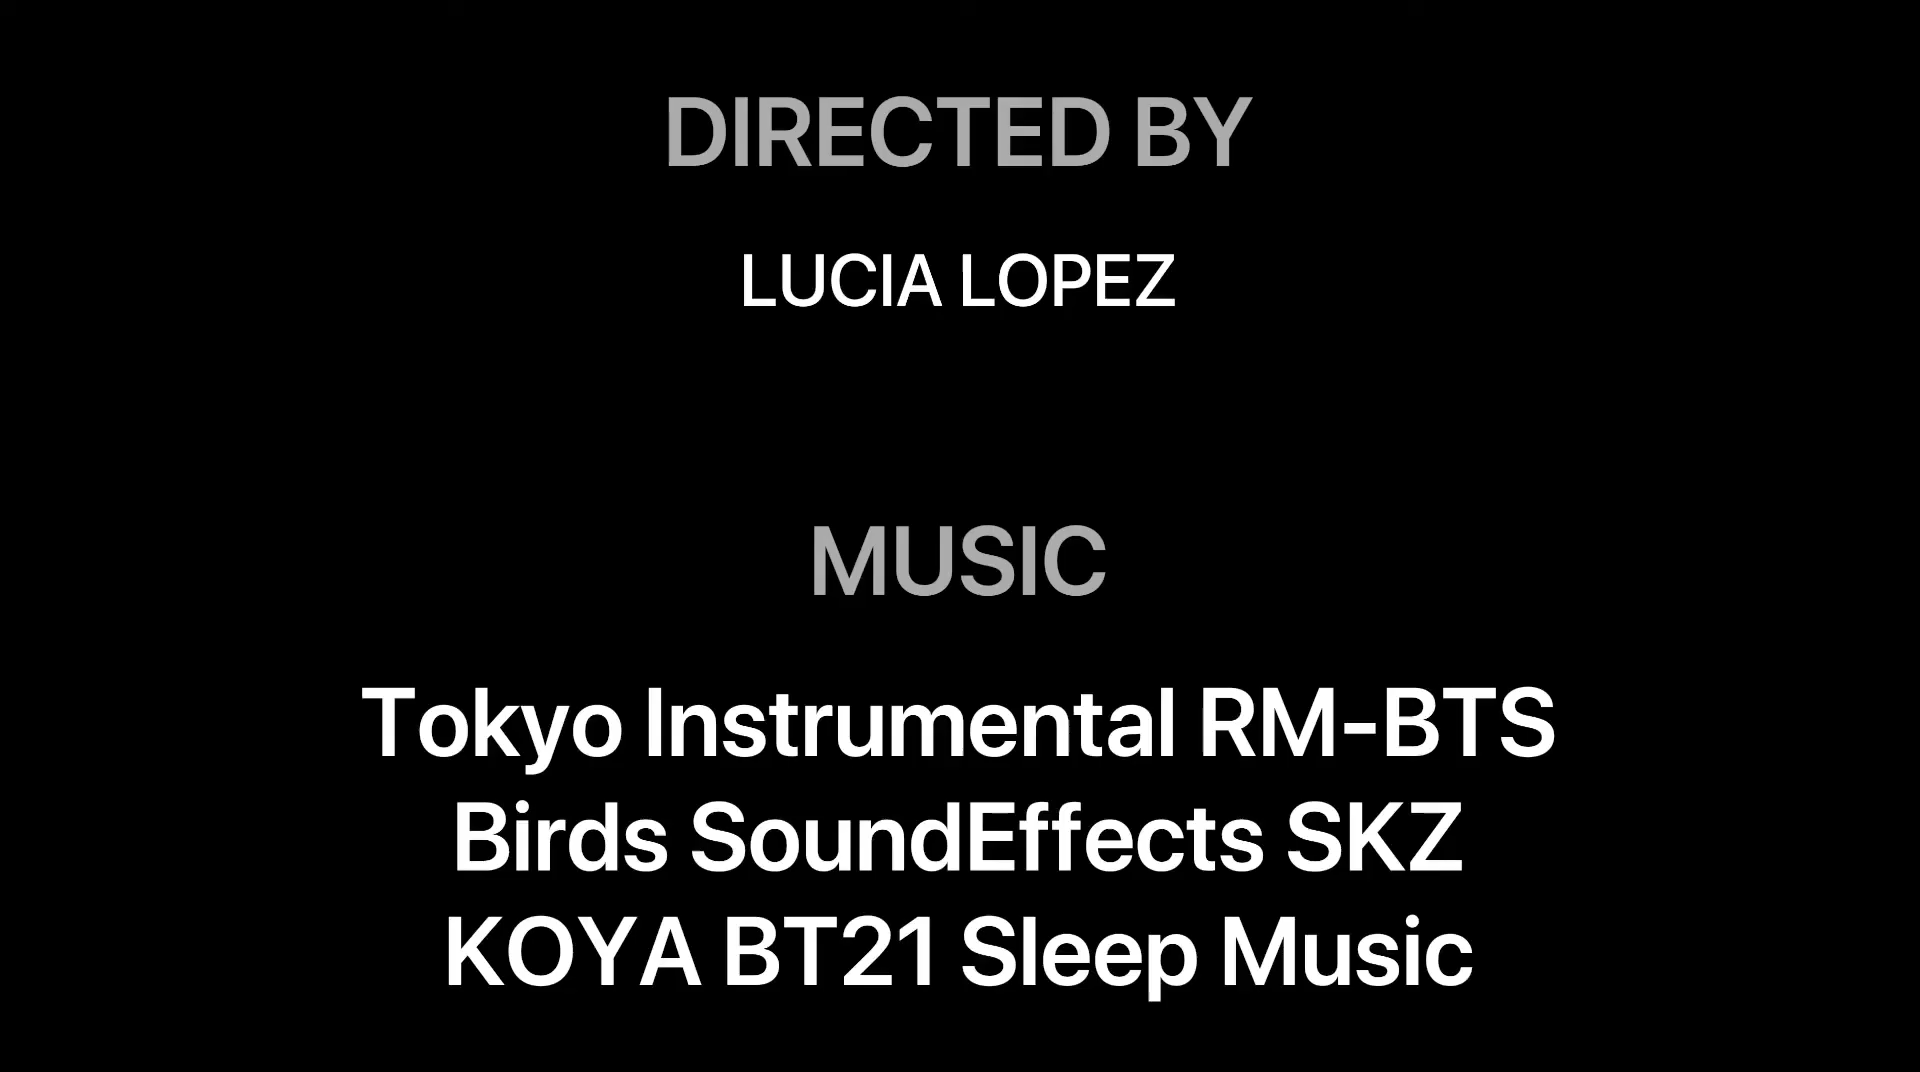 DIRECTED BY
LUCIA LOPEZ
MUSIC
Tokyo Instrumental RM-BTS
Birds SoundEffects SKZ
KOYA BT21 Sleep Music